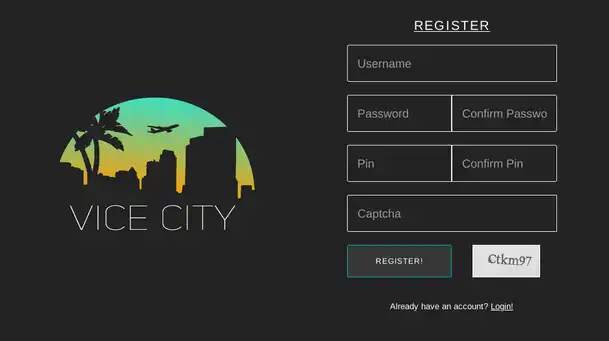 REGISTER
Username
Password Confirm Passwo
Pin Confirm Pin
Captcha
VICE CITY
REGISTER! Ctkm97
Already have an account? Login!